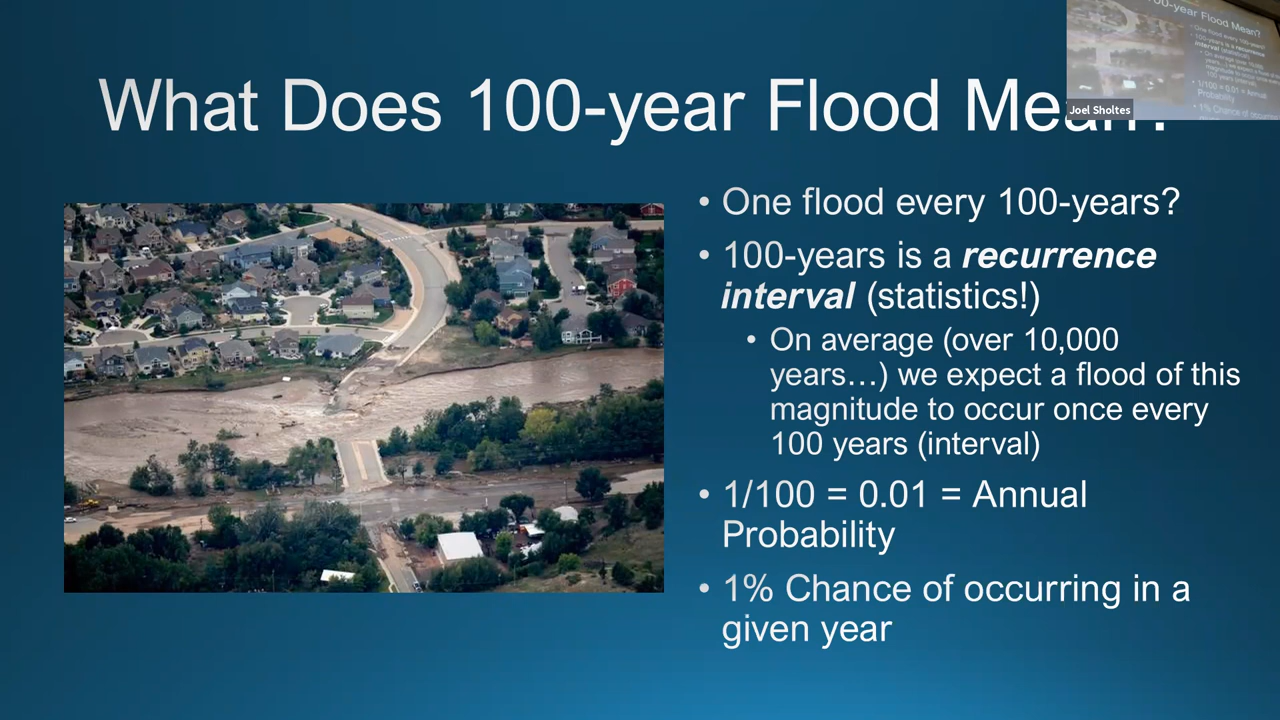 What Does 100-year Flood Mean?
Joel Sholtes
• One flood every 100-years?
• 100-years is a recurrence
interval (statistics!)
• On average (over 10,000
years…) we expect a flood of this
magnitude to occur once every
100 years (interval)
• 1/100 = 0.01 = Annual
Probability
• 1% Chance of occurring in a
given year